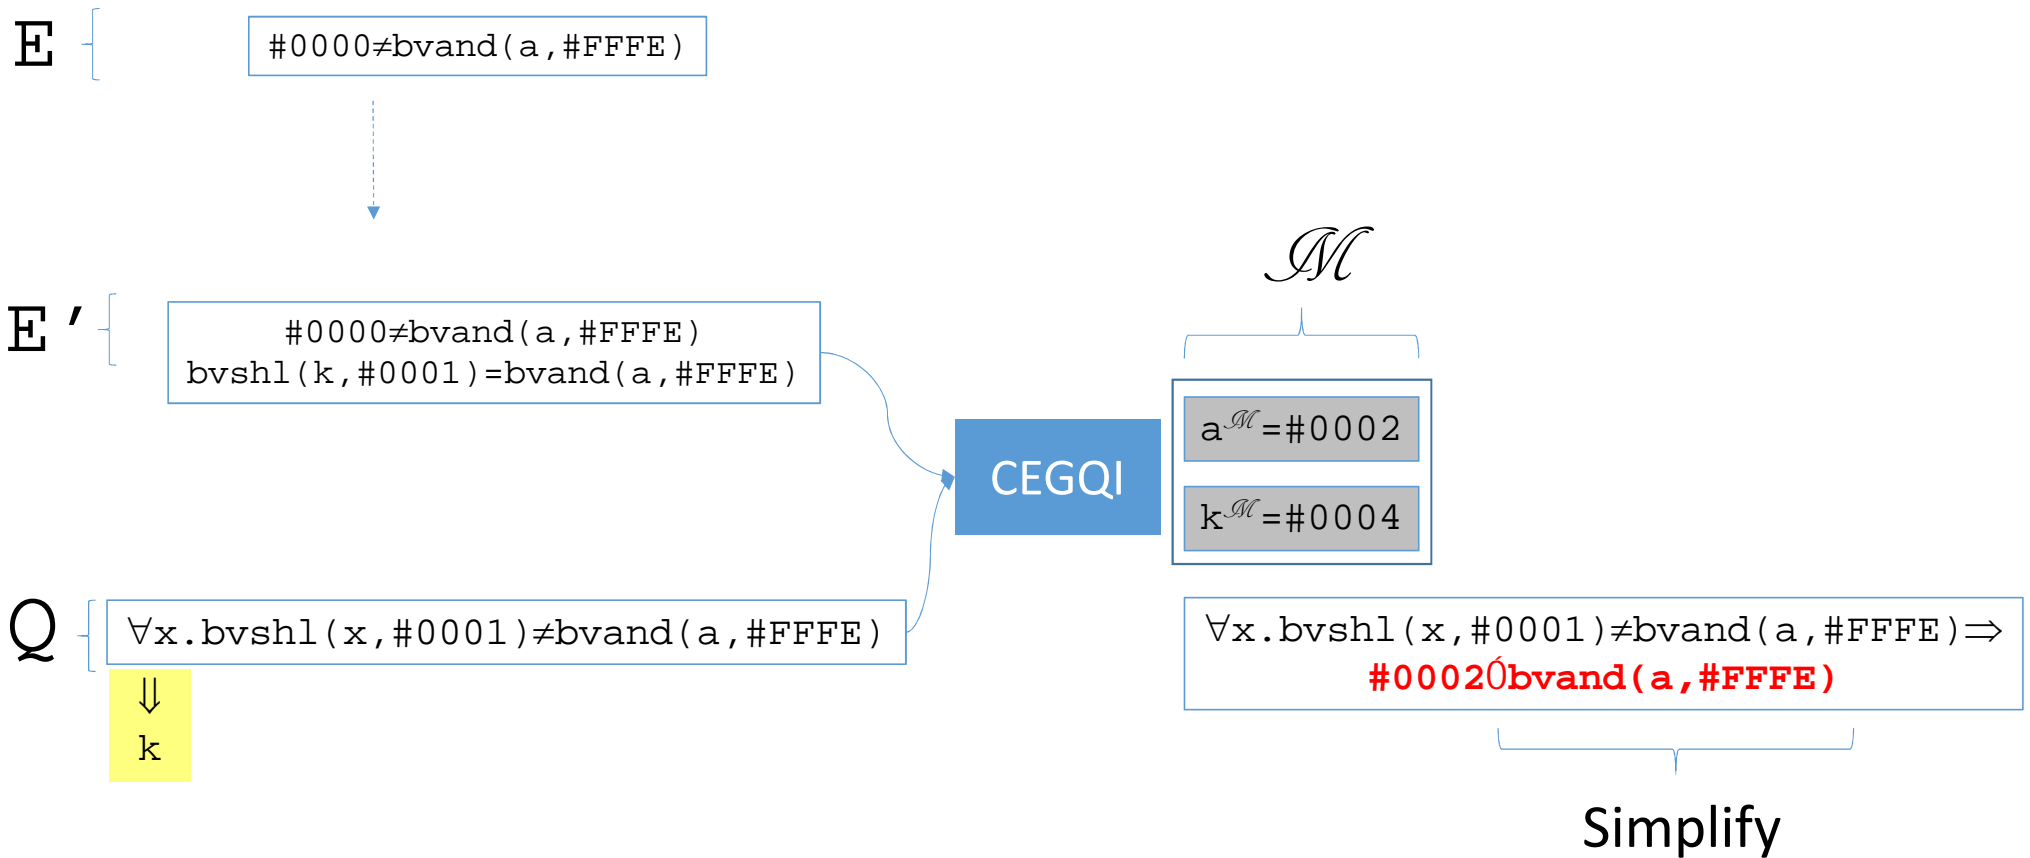 E
#0000≠bvand(a,#FFFE)
E'
#0000≠bvand(a,#FFFE)
bvshl(k,#0001)=bvand(a,#FFFE)
ℳ
aℳ=#0002
kℳ=#0004
CEGQI
Q
∀x.bvshl(x,#0001)≠bvand(a,#FFFE)
⇓
k
∀x.bvshl(x,#0001)≠bvand(a,#FFFE)⇒
#0002Óbvand(a,#FFFE)
Simplify